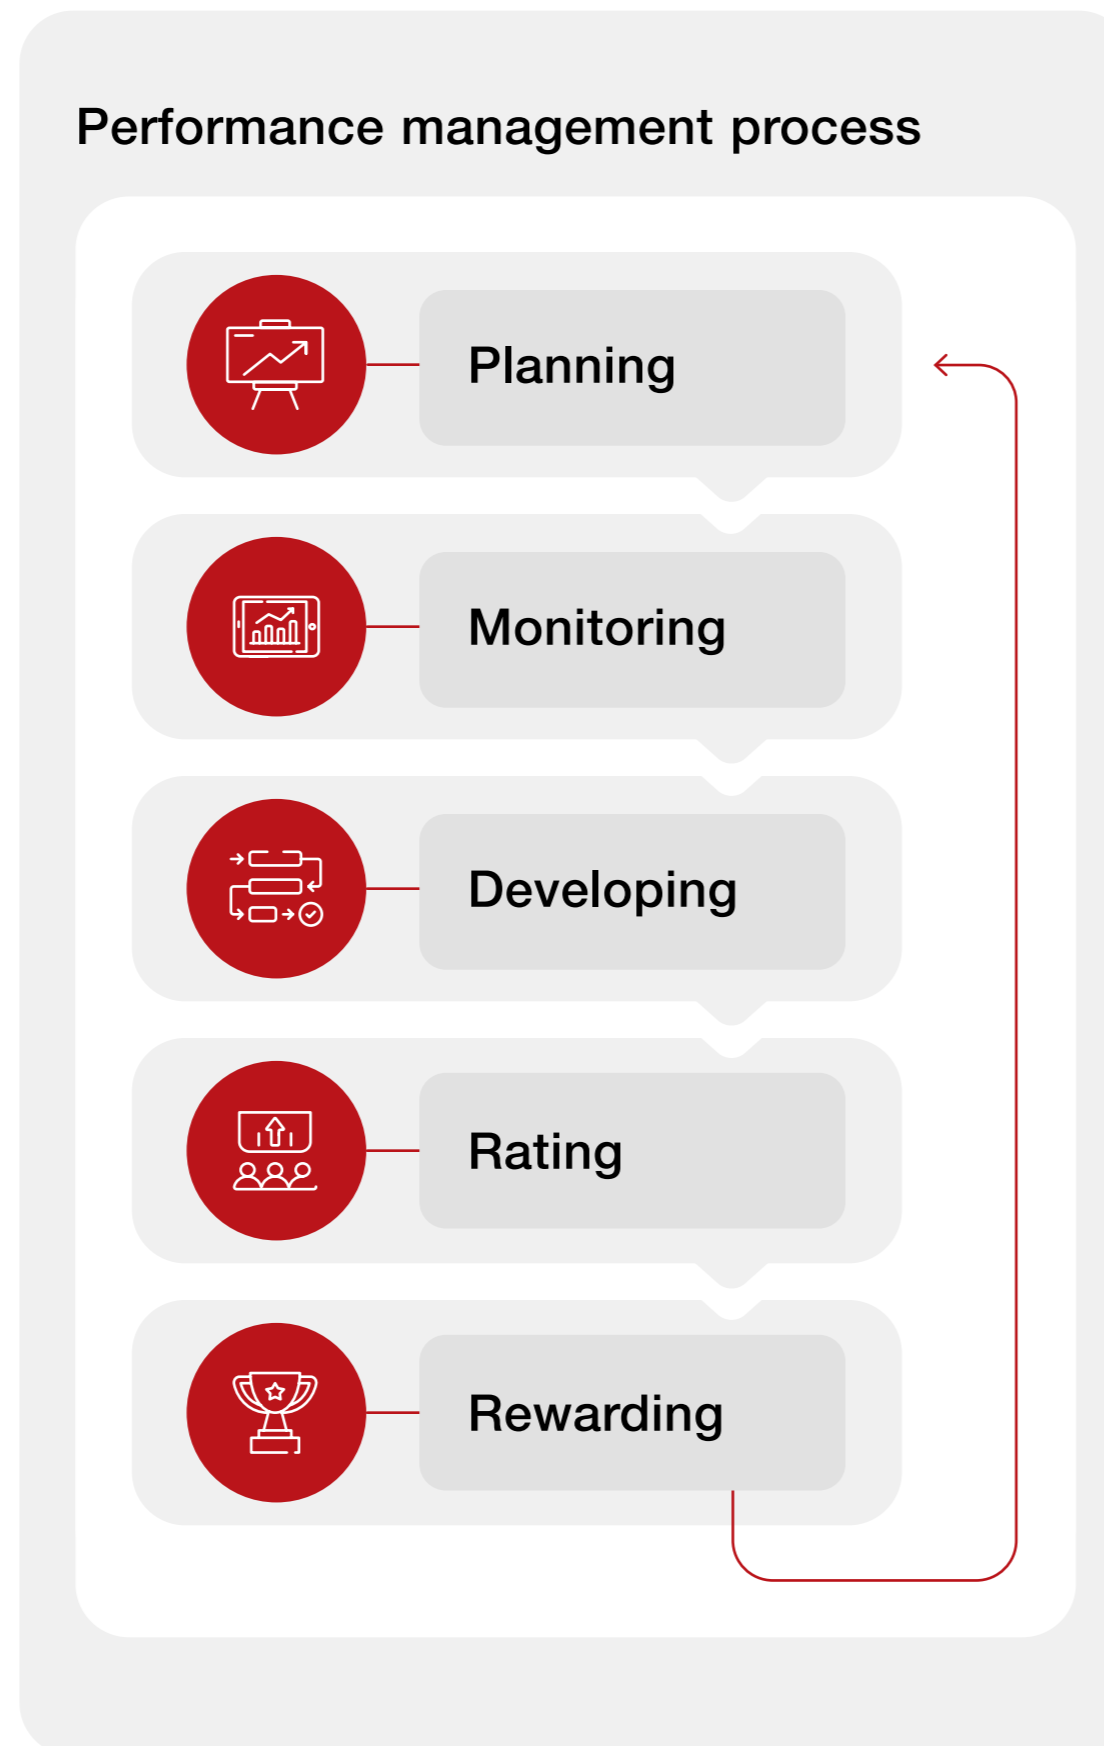 Performance management process
Planning
Monitoring
Developing
Rating
Rewarding